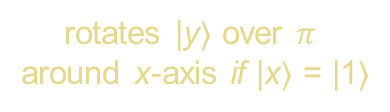 rotates |y⟩ over π
around x-axis if |x⟩ = |1⟩